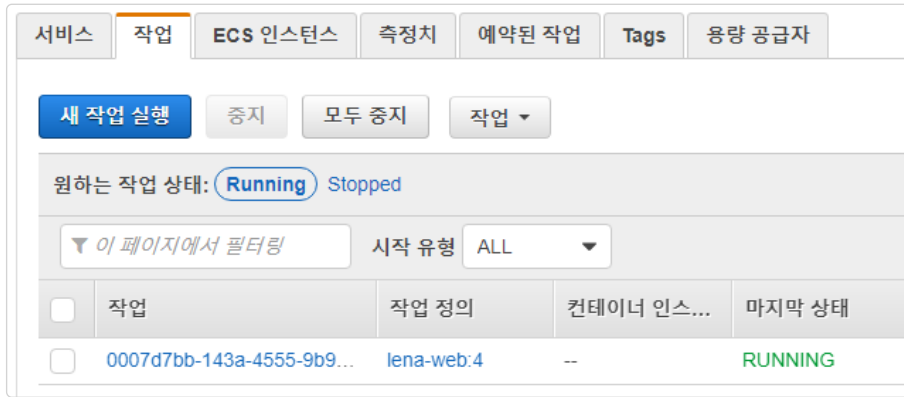 서비스 작업 ECS 인스턴스 측정치 예약된 작업 Tags 용량 공급자
새 작업 실행 중지 모두 중지 작업
원하는 작업 상태: Running Stopped
이 페이지에서 필터링 시작 유형 ALL
작업 작업 정의 컨테이너 인스... 마지막 상태
0007d7bb-143a-4555-9b9... lena-web:4 -- RUNNING